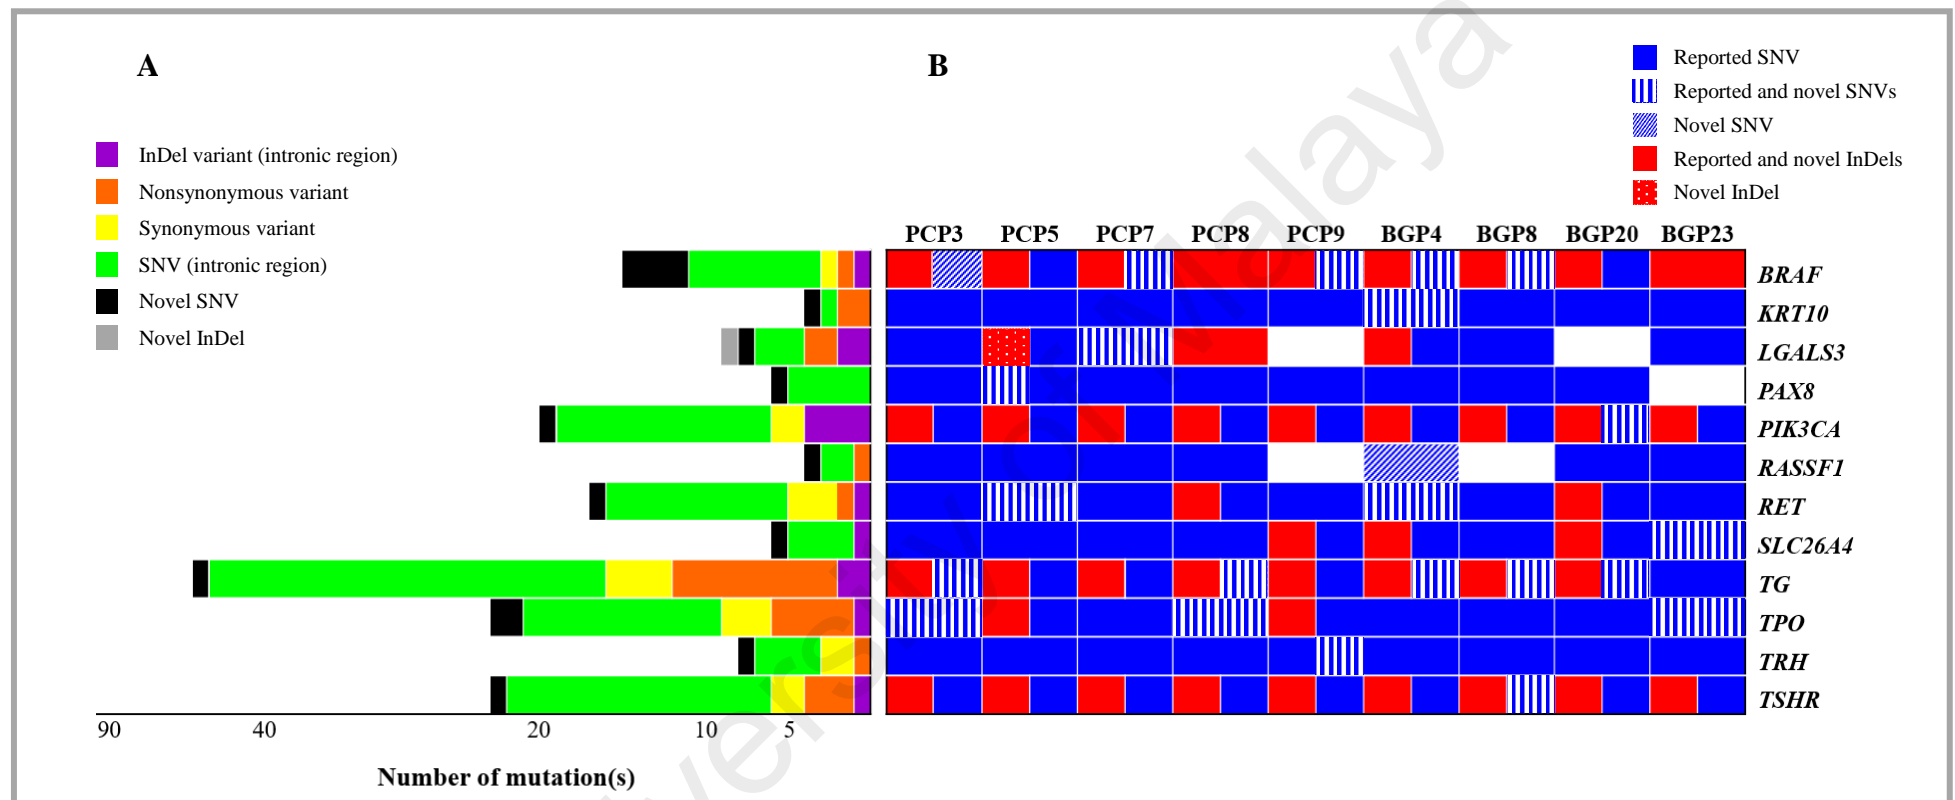 A
B
InDel variant (intronic region)
Nonsynonymous variant
Synonymous variant
SNV (intronic region)
Novel SNV
Novel InDel
Reported SNV
Reported and novel SNVs
Novel SNV
Reported and novel InDels
Novel InDel
PCP3 PCP5 PCP7 PCP8 PCP9 BGP4 BGP8 BGP20 BGP23
BRAF
KRT10
LGALS3
PAX8
PIK3CA
RASSF1
RET
SLC26A4
TG
TPO
TRH
TSHR
90 40 20 10 5
Number of mutation(s)
versity of Malaya